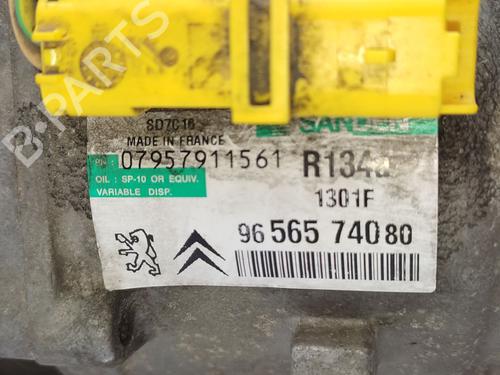 B-PARTS
SD7C16
MADE IN FRANCE
PN: 07957911561 R134a
OIL : SP-10 OR EQUIV.
VARIABLE DISP.
1301F
96 565 740 80